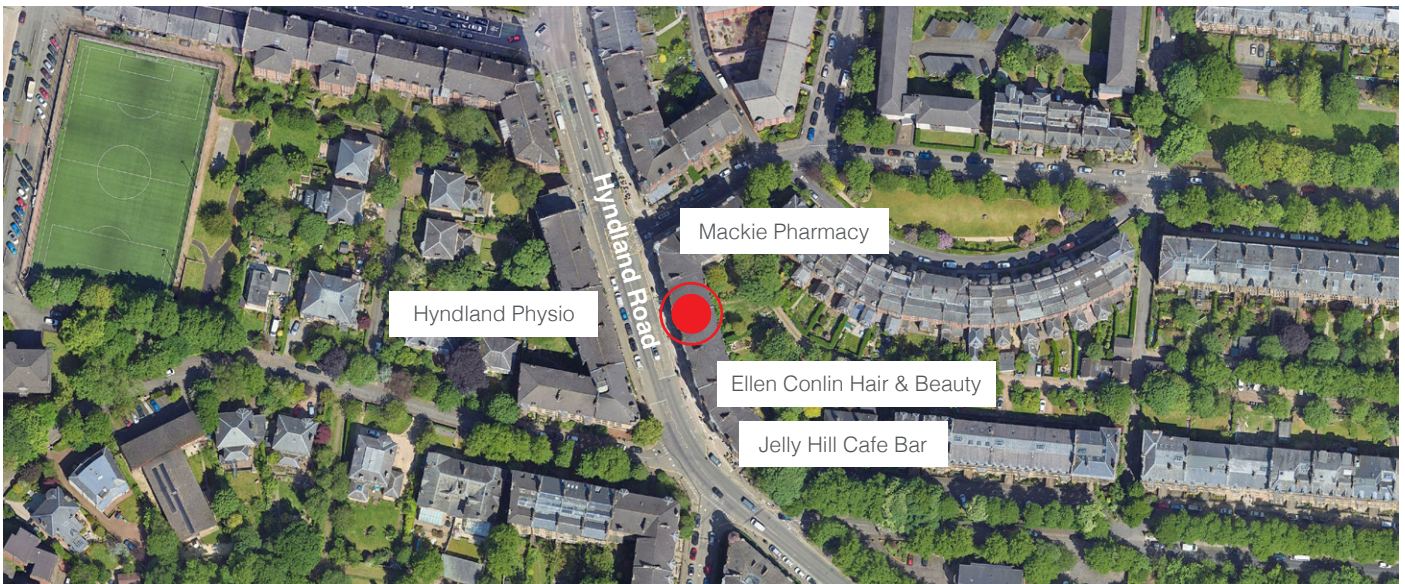 Hyndland Road
Mackie Pharmacy
Hyndland Physio
Ellen Conlin Hair & Beauty
Jelly Hill Cafe Bar